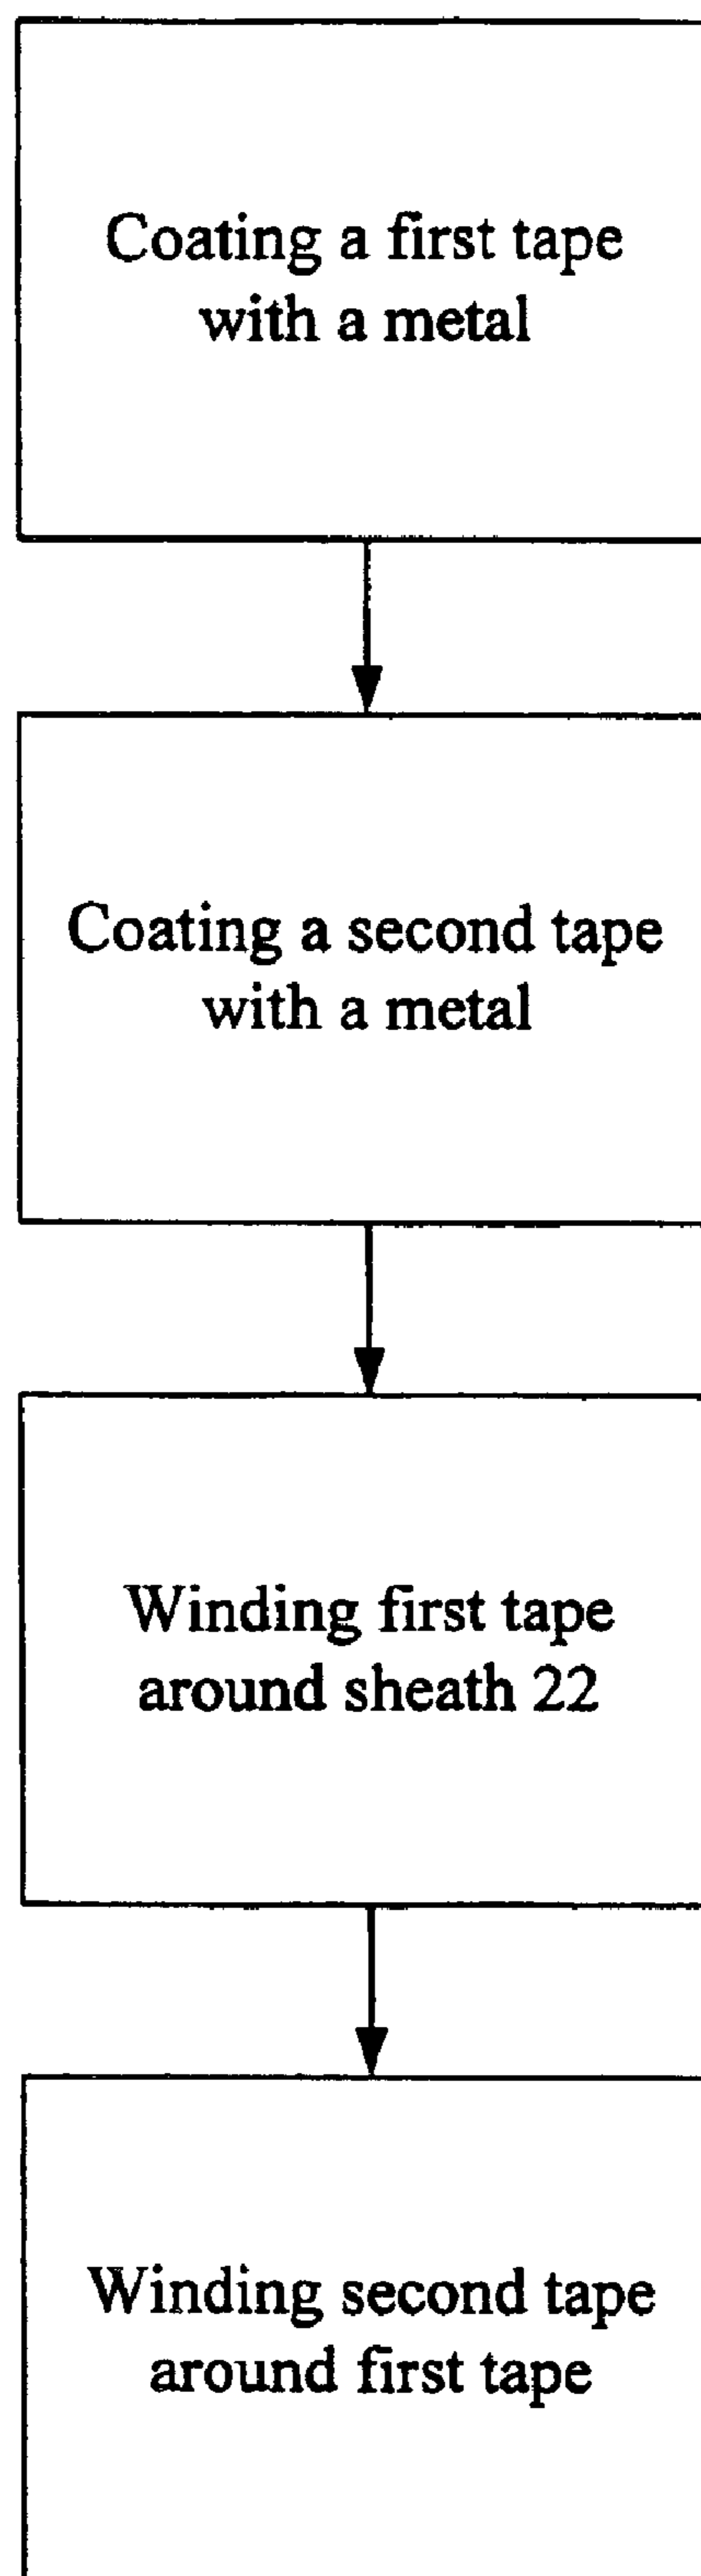 Coating a first tape
with a metal
Coating a second tape
with a metal
Winding first tape
around sheath 22
Winding second tape
around first tape